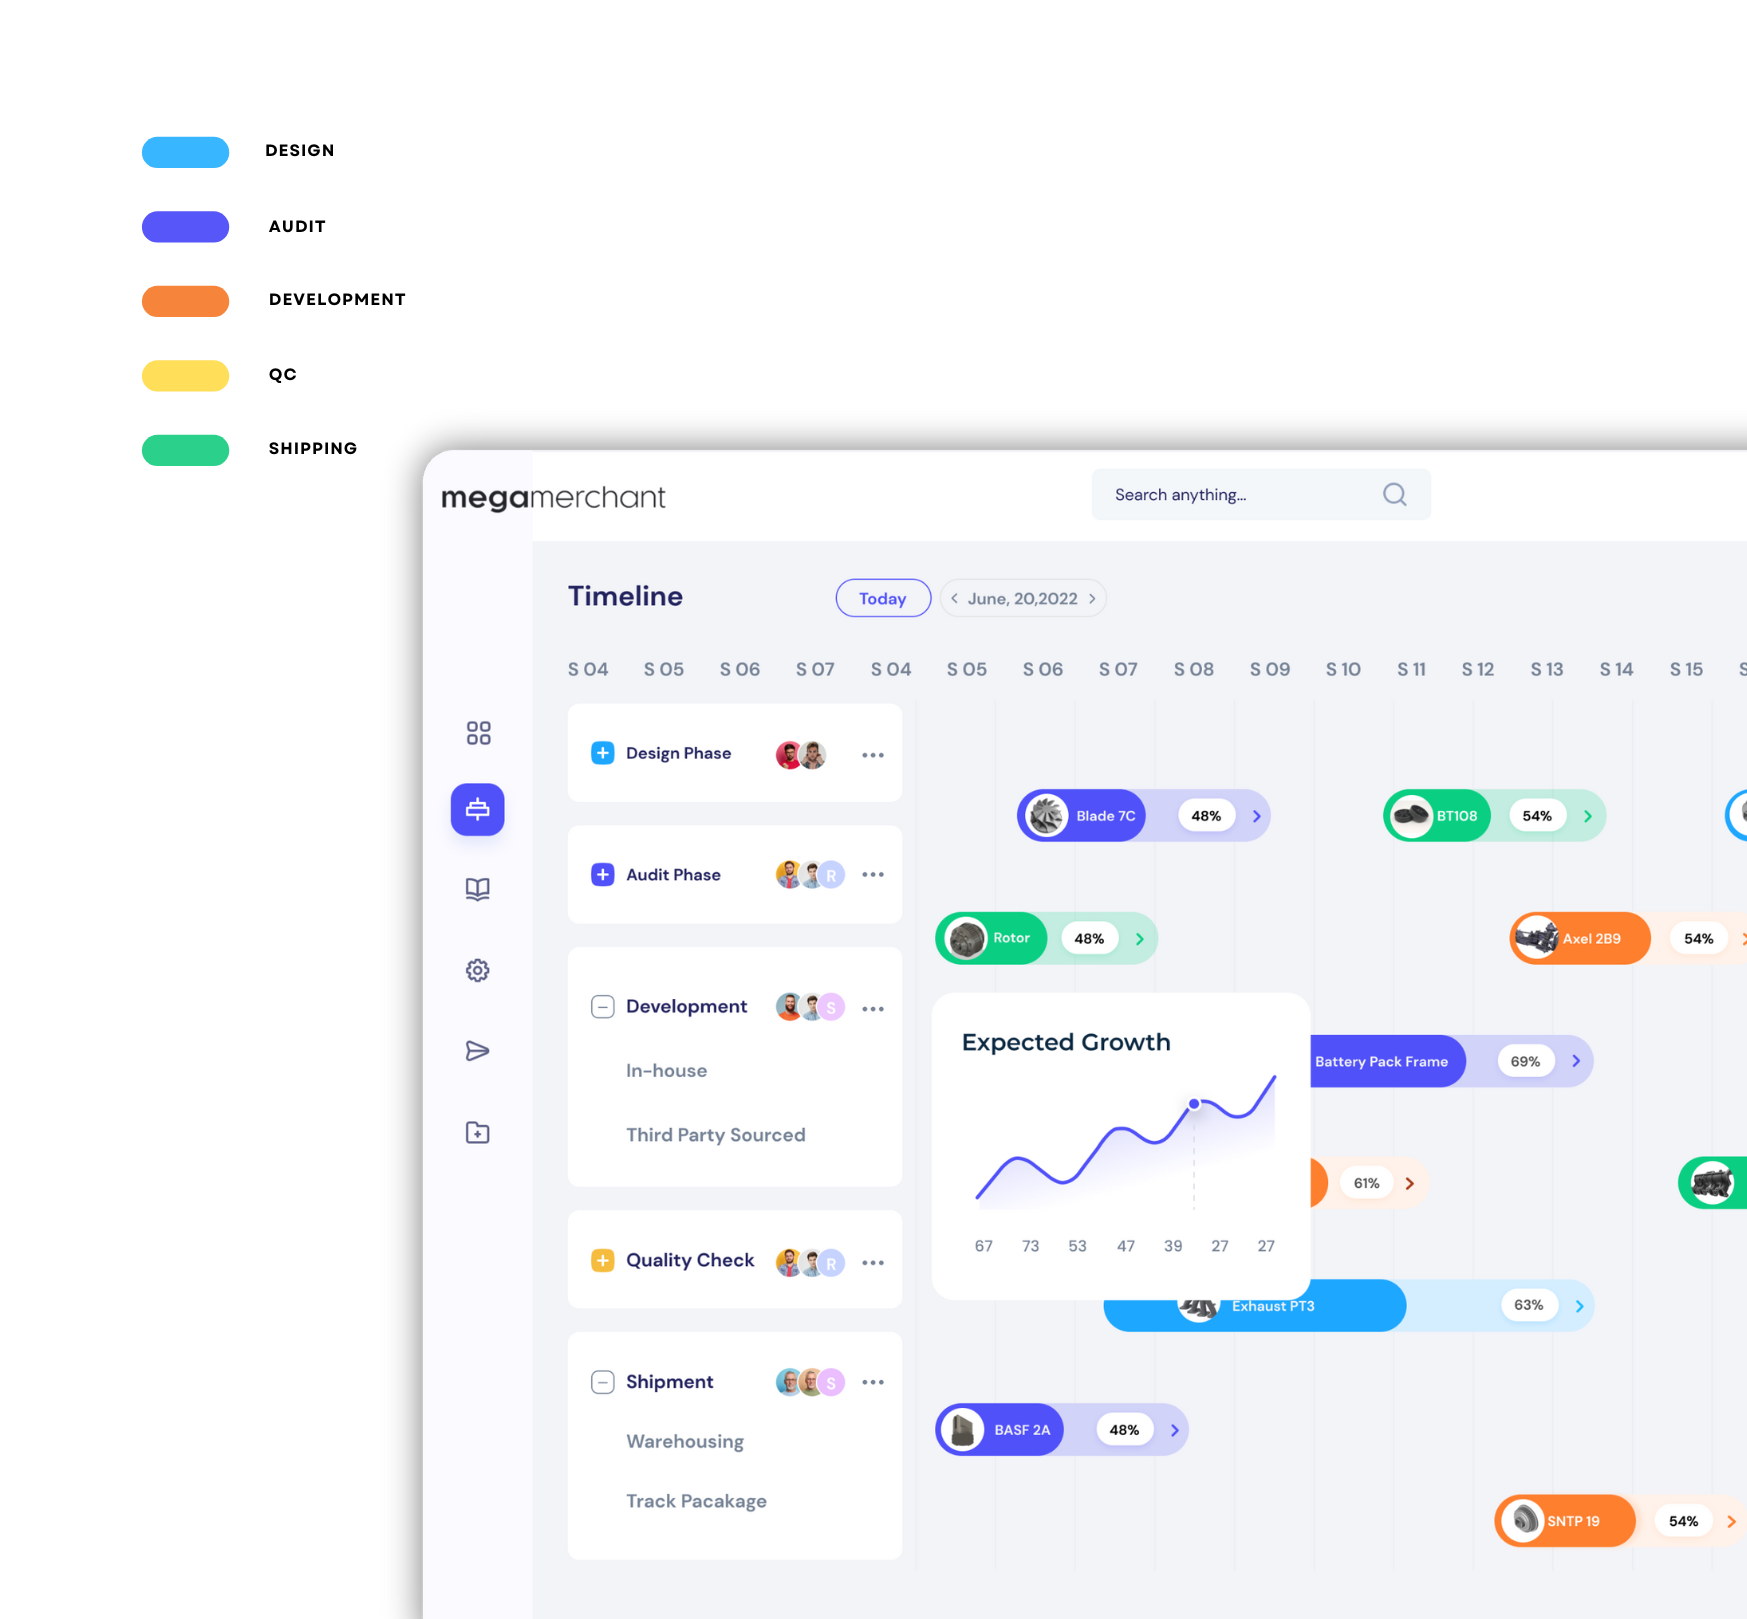 DESIGN
AUDIT
DEVELOPMENT
QC
SHIPPING
megamerchant
Search anything...
Timeline
Today
< June, 20,2022 >
S 04 S 05 S 06 S 07 S 04 S 05 S 06 S 07 S 08 S 09 S 10 S 11 S 12 S 13 S 14 S 15 S
Design Phase
Blade 7C 48%
BT108 54%
Audit Phase
R
Rotor 48%
Axel 2B9 54%
Development
S
In-house
Third Party Sourced
Expected Growth
67 73 53 47 39 27 27
Battery Pack Frame 69%
61%
Quality Check
R
Exhaust PT3 63%
Shipment
S
Warehousing
Track Pacakage
BASF 2A 48%
SNTP 19 54%